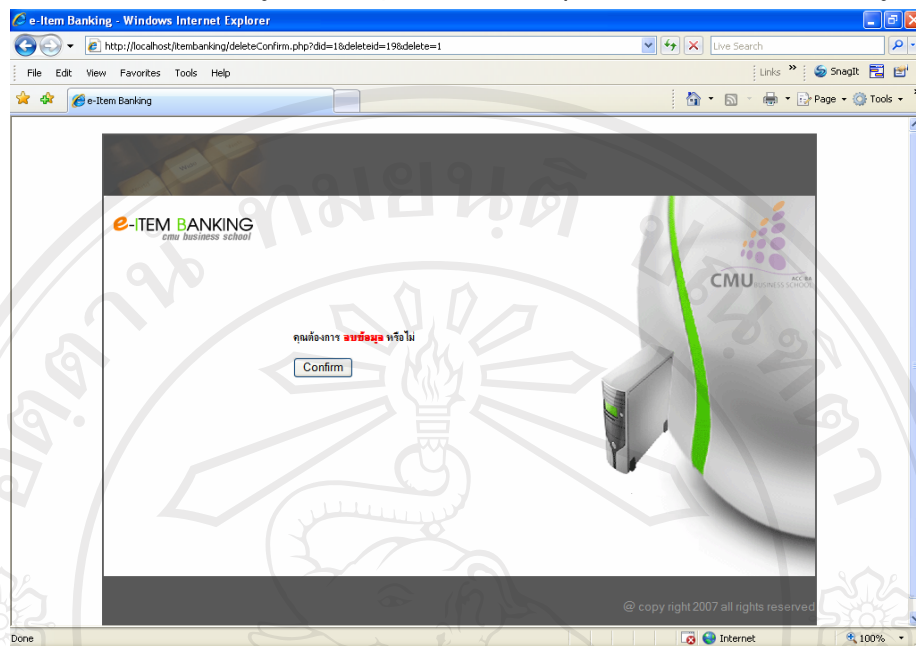 e-Item Banking - Windows Internet Explorer
http://localhost/itembanking/deleteConfirm.php?did=1&deleteid=19&delete=1
Live Search
File Edit View Favorites Tools Help
Links » SnagIt
e-Item Banking
Page Tools
e-ITEM BANKING
cmu business school
CMU ACC-BA
BUSINESS SCHOOL
คุณต้องการ ลบข้อมูล หรือไม่
Confirm
@ copy right 2007 all rights reserved
Done
Internet
100%